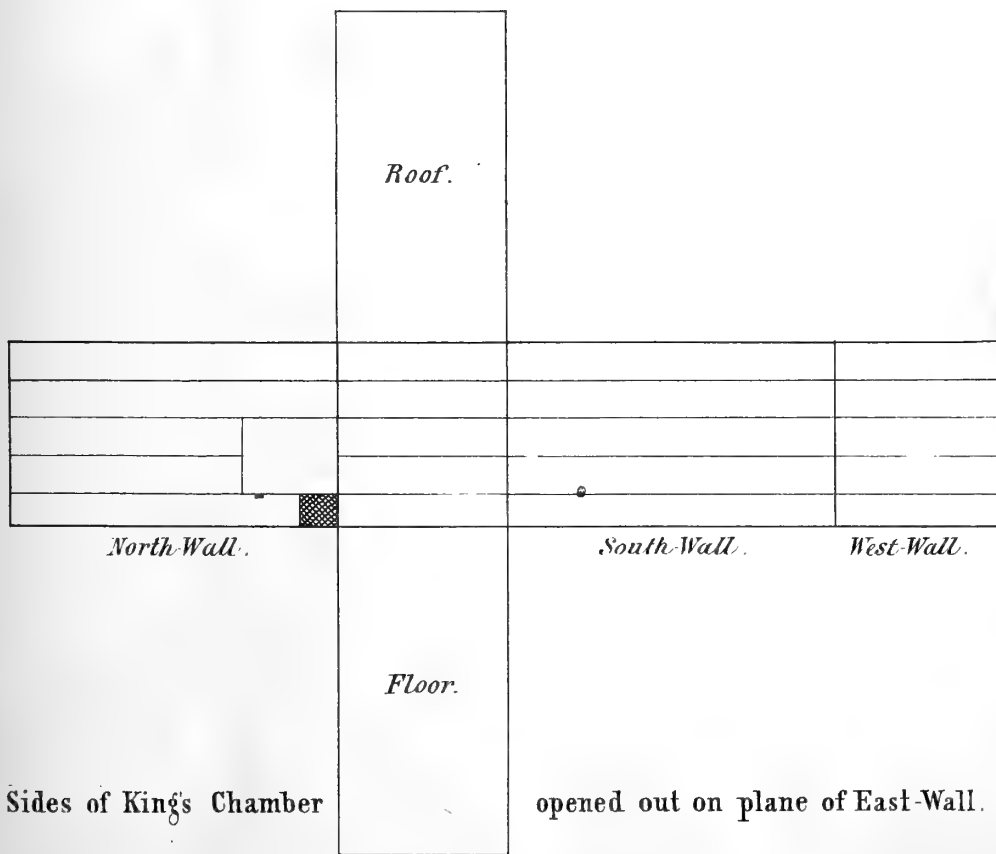 Roof.
North-Wall.
South-Wall.
West-Wall.
Floor.
Sides of King's Chamber
opened out on plane of East-Wall.